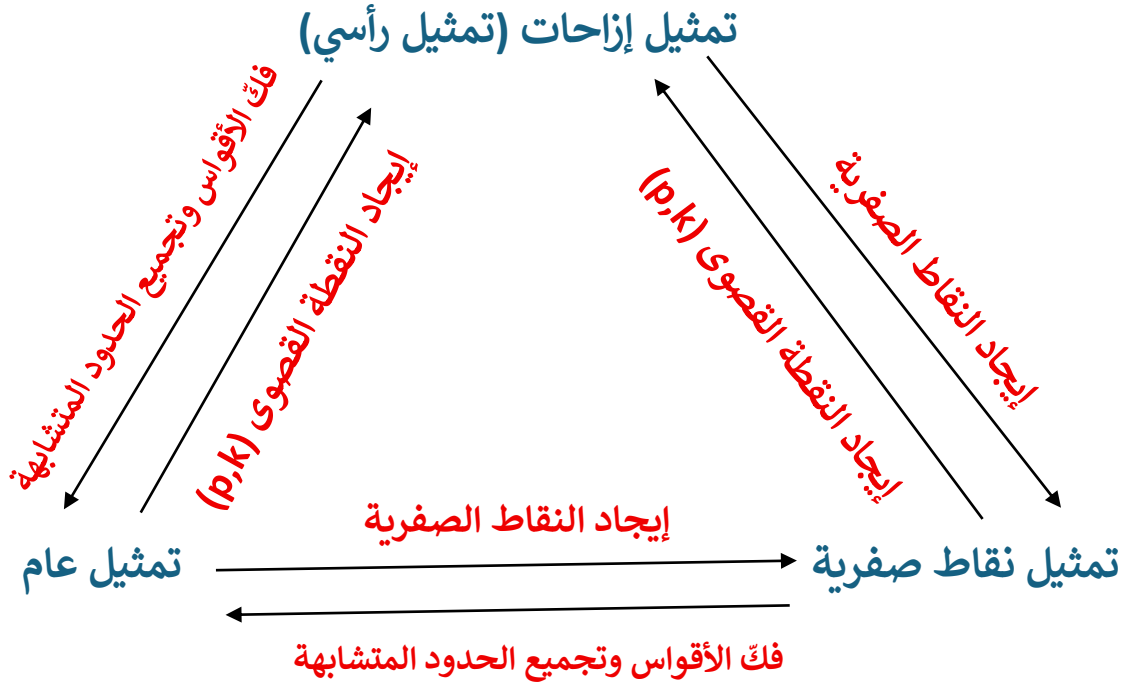 تمثيل إزاحات (تمثيل رأسي)
فكّ الأقواس وتجميع الحدود المتشابهة
إيجاد النقطة القصوى (p,k)
إيجاد النقطة القصوى (p,k)
إيجاد النقاط الصفرية
إيجاد النقاط الصفرية
تمثيل نقاط صفرية
تمثيل عام
فكّ الأقواس وتجميع الحدود المتشابهة